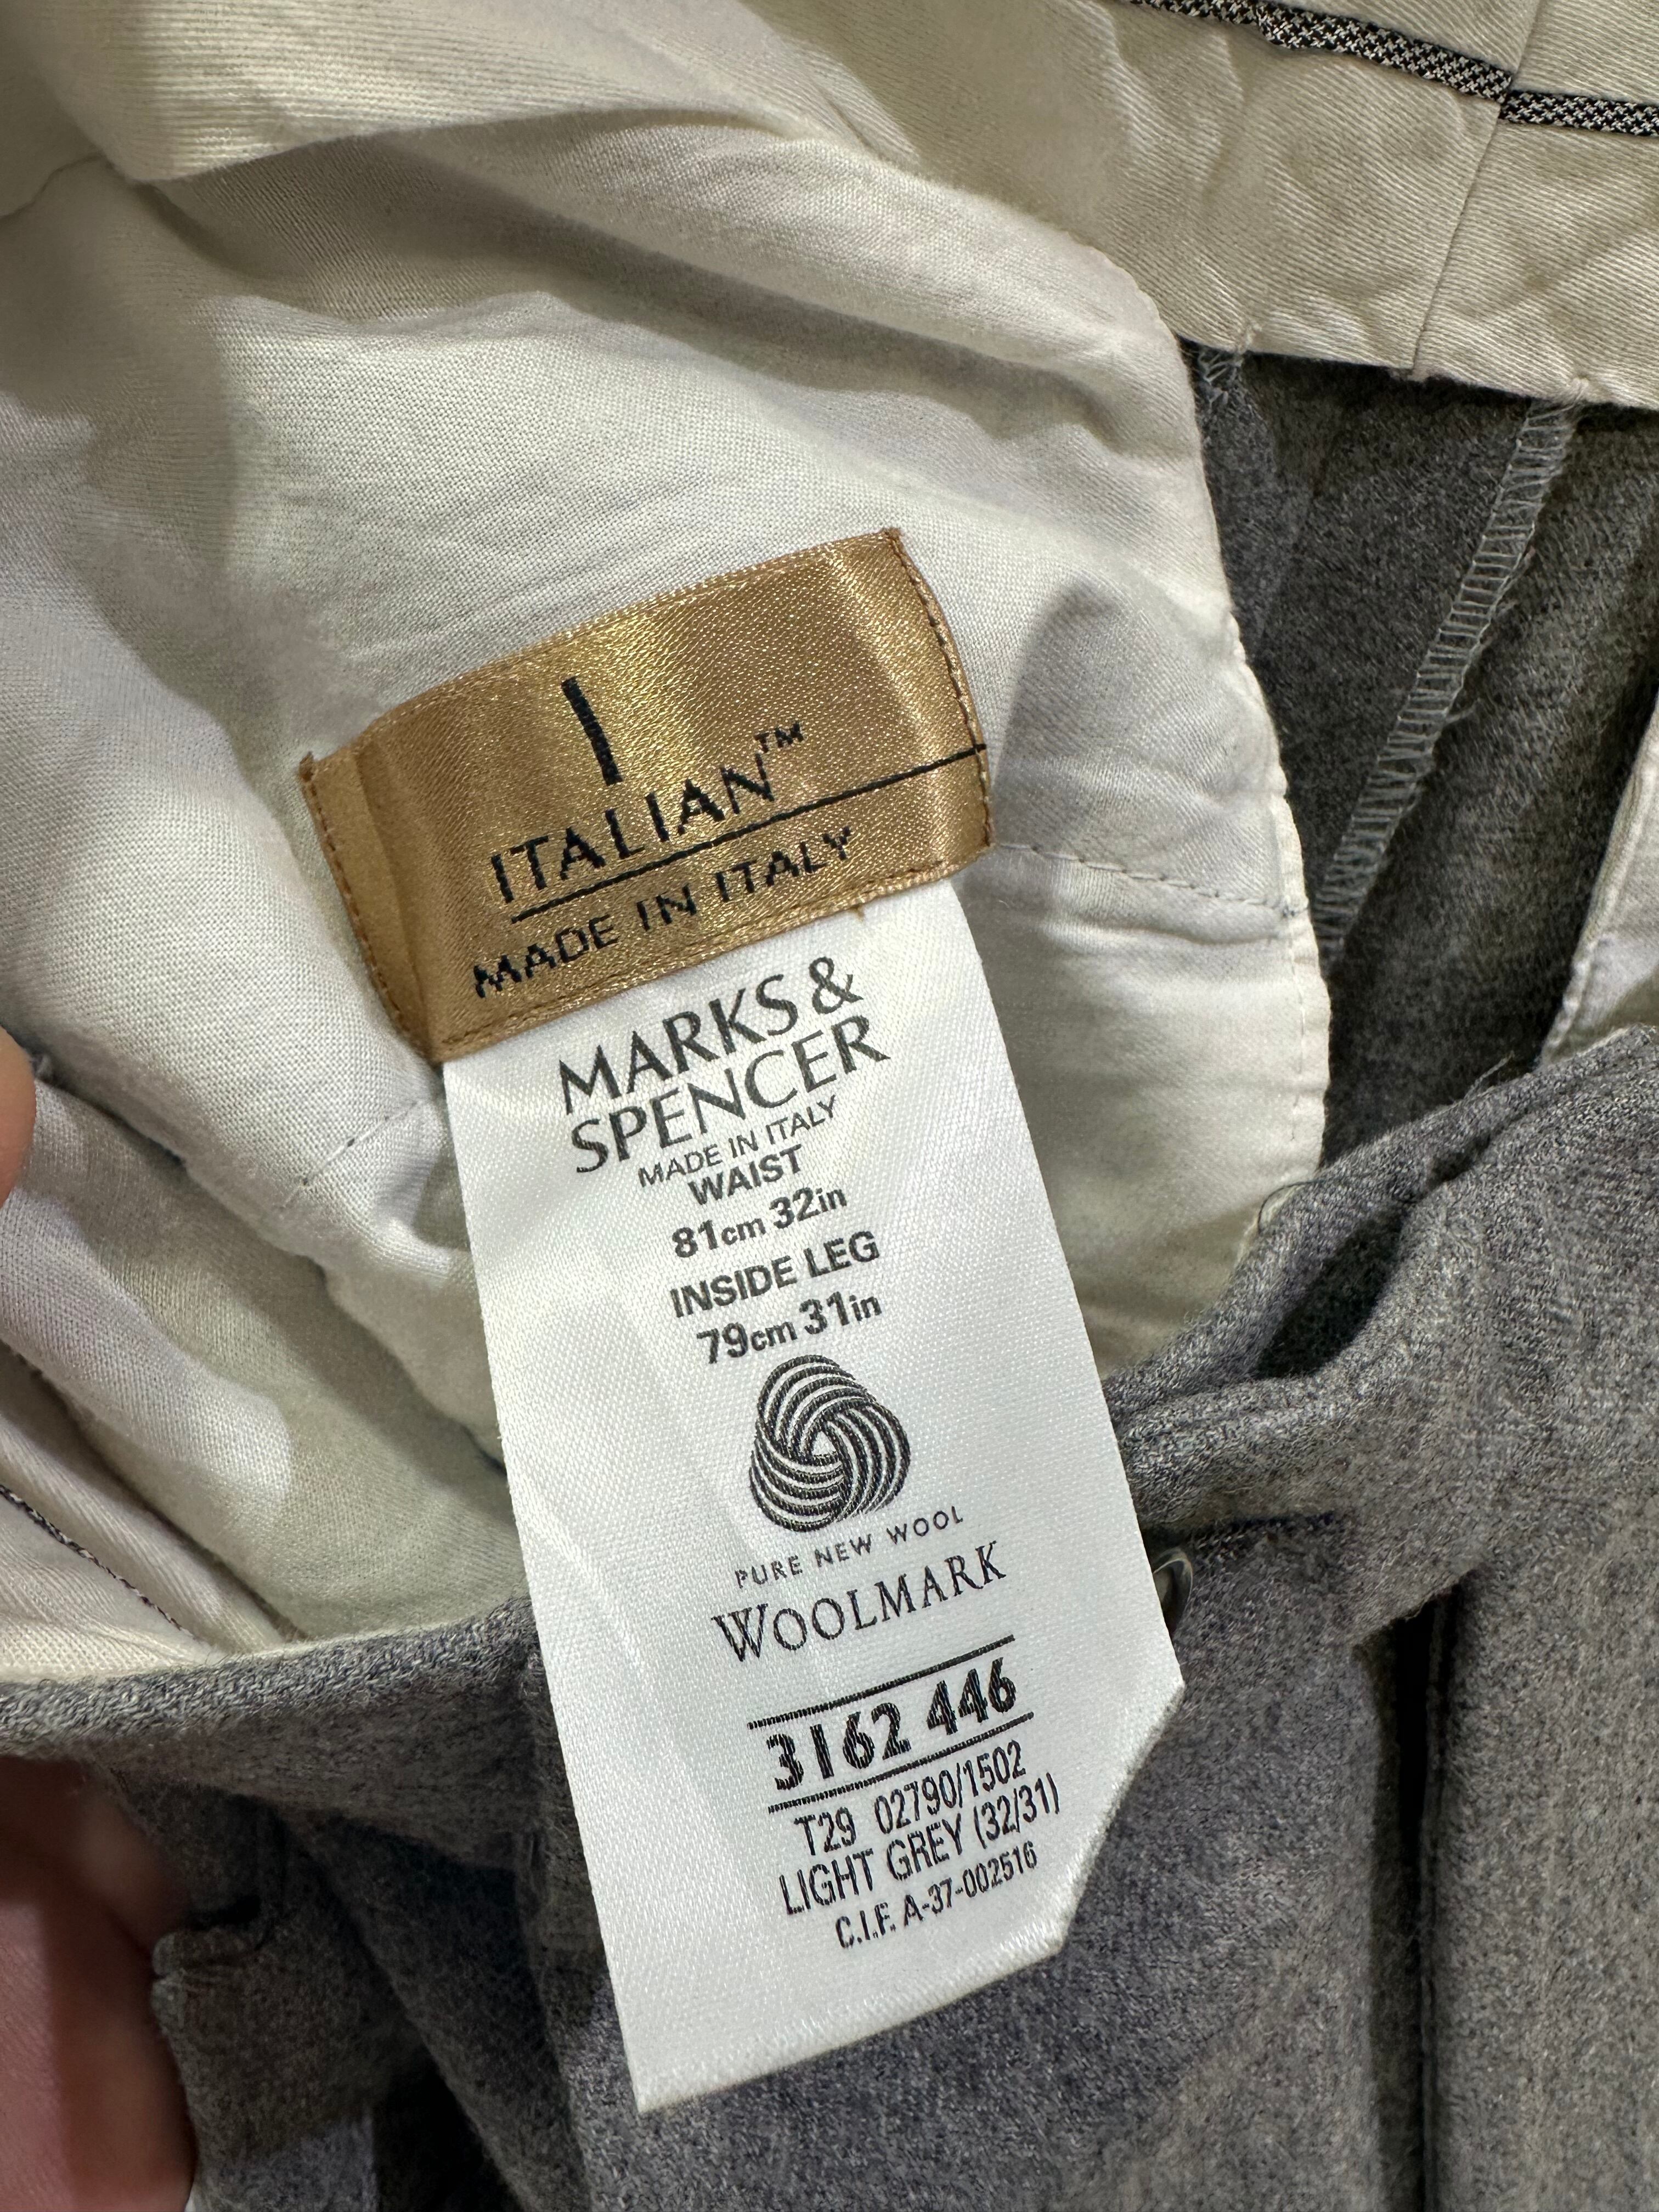 I
ITALIAN™
MADE IN ITALY
MARKS &
SPENCER
MADE IN ITALY
WAIST
81cm 32in
INSIDE LEG
79cm 31in
PURE NEW WOOL
WOOLMARK
3162 446
T29 02790/1502
LIGHT GREY (32/31)
C.I.F. A-37-002516